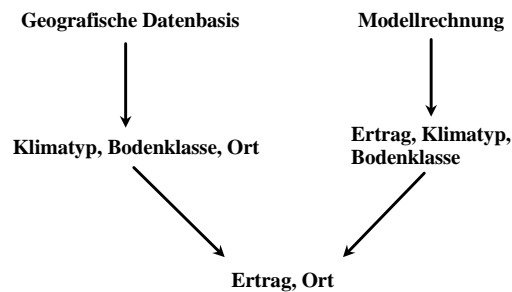 Geografische Datenbasis
Modellrechnung
Klimatyp, Bodenklasse, Ort
Ertrag, Klimatyp,
Bodenklasse
Ertrag, Ort